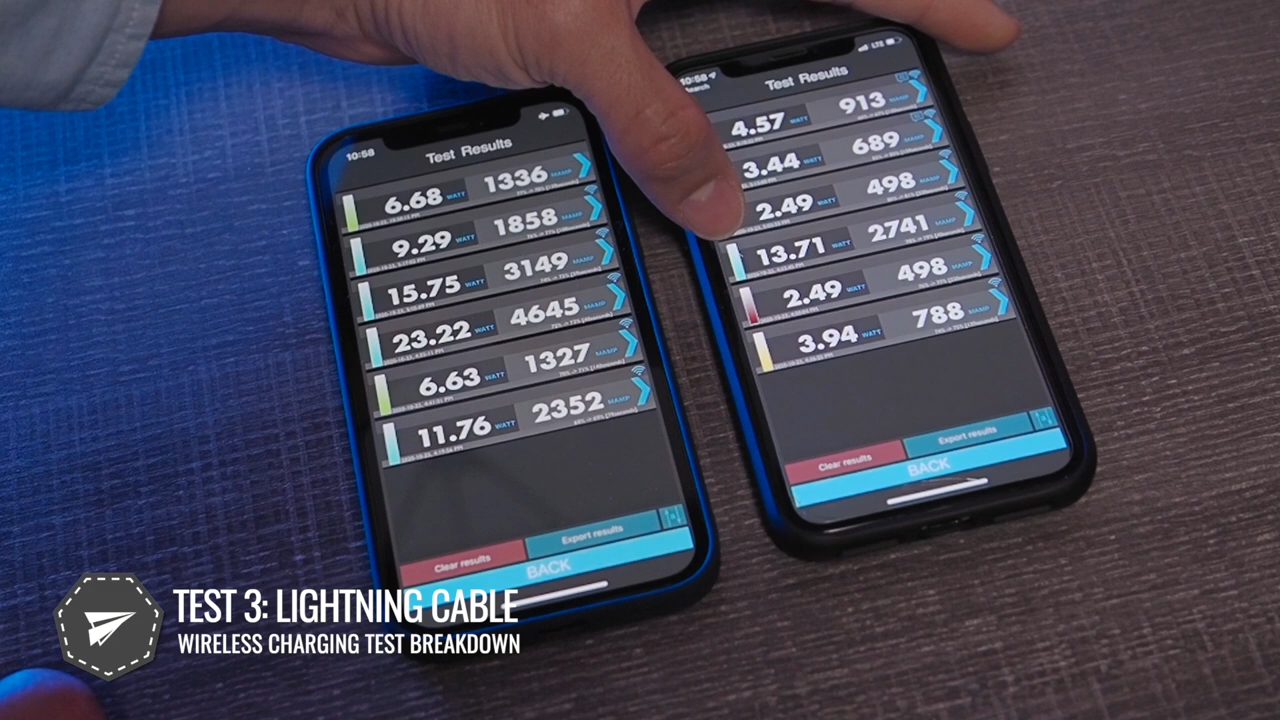 10:58
Test Results
6.68 WATT 1336 MAMP
9.29 WATT 1858 MAMP
15.75 WATT 3149 MAMP
23.22 WATT 4645 MAMP
6.63 WATT 1327 MAMP
11.76 WATT 2352 MAMP
Clear results Export results
BACK
10:58 LTE
Test Results
4.57 WATT 913 MAMP
3.44 WATT 689 MAMP
2.49 WATT 498 MAMP
13.71 WATT 2741 MAMP
2.49 WATT 498 MAMP
3.94 WATT 788 MAMP
Clear results Export results
BACK
TEST 3: LIGHTNING CABLE
WIRELESS CHARGING TEST BREAKDOWN